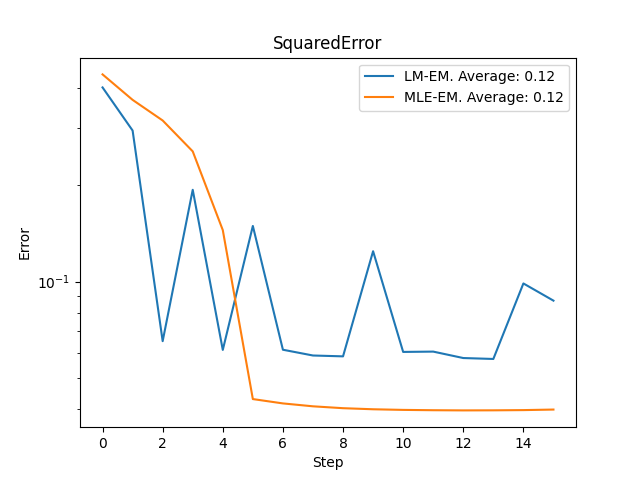 SquaredError
LM-EM. Average: 0.12
MLE-EM. Average: 0.12
Error
10⁻¹
0 2 4 6 8 10 12 14
Step